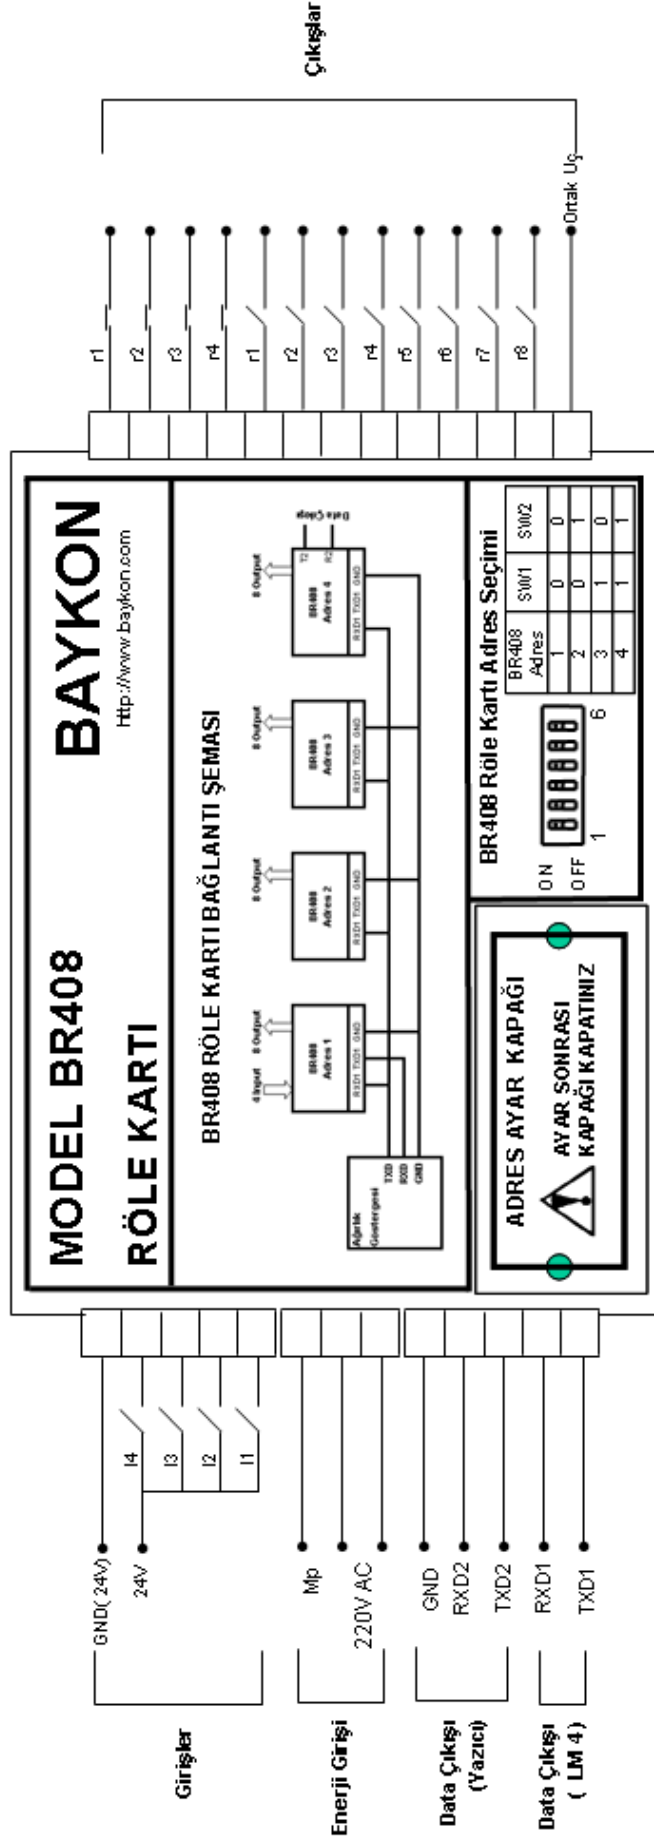 MODEL BR408
BAYKON
RÖLE KARTI
Http://www.baykon.com
BR408 RÖLE KARTI BAĞLANTI ŞEMASI
4 Input
8 Output
8 Output
8 Output
8 Output
BR408
Adres 1
BR408
Adres 2
BR408
Adres 3
BR408
Adres 4
T2
R2
Data Çıkışı
RXD1 TXD1 GND
RXD1 TXD1 GND
RXD1 TXD1 GND
RXD1 TXD1 GND
Ağırlık
Göstergesi
TXD
RXD
GND
ADRES AYAR KAPAĞI
AYAR SONRASI
KAPAĞI KAPATINIZ
BR408 Röle Kartı Adres Seçimi
ON
OFF
1
6
BR408
Adres SW1 SW2
1 0 0
2 0 1
3 1 0
4 1 1
Girişler
GND( 24V)
24V
I4
I3
I2
I1
Enerji Girişi
Mp
220V AC
Data Çıkışı
(Yazıcı)
GND
RXD2
TXD2
Data Çıkışı
( LM 4 )
RXD1
TXD1
Çıkışlar
r1
r2
r3
r4
r1
r2
r3
r4
r5
r6
r7
r8
Ortak Uç